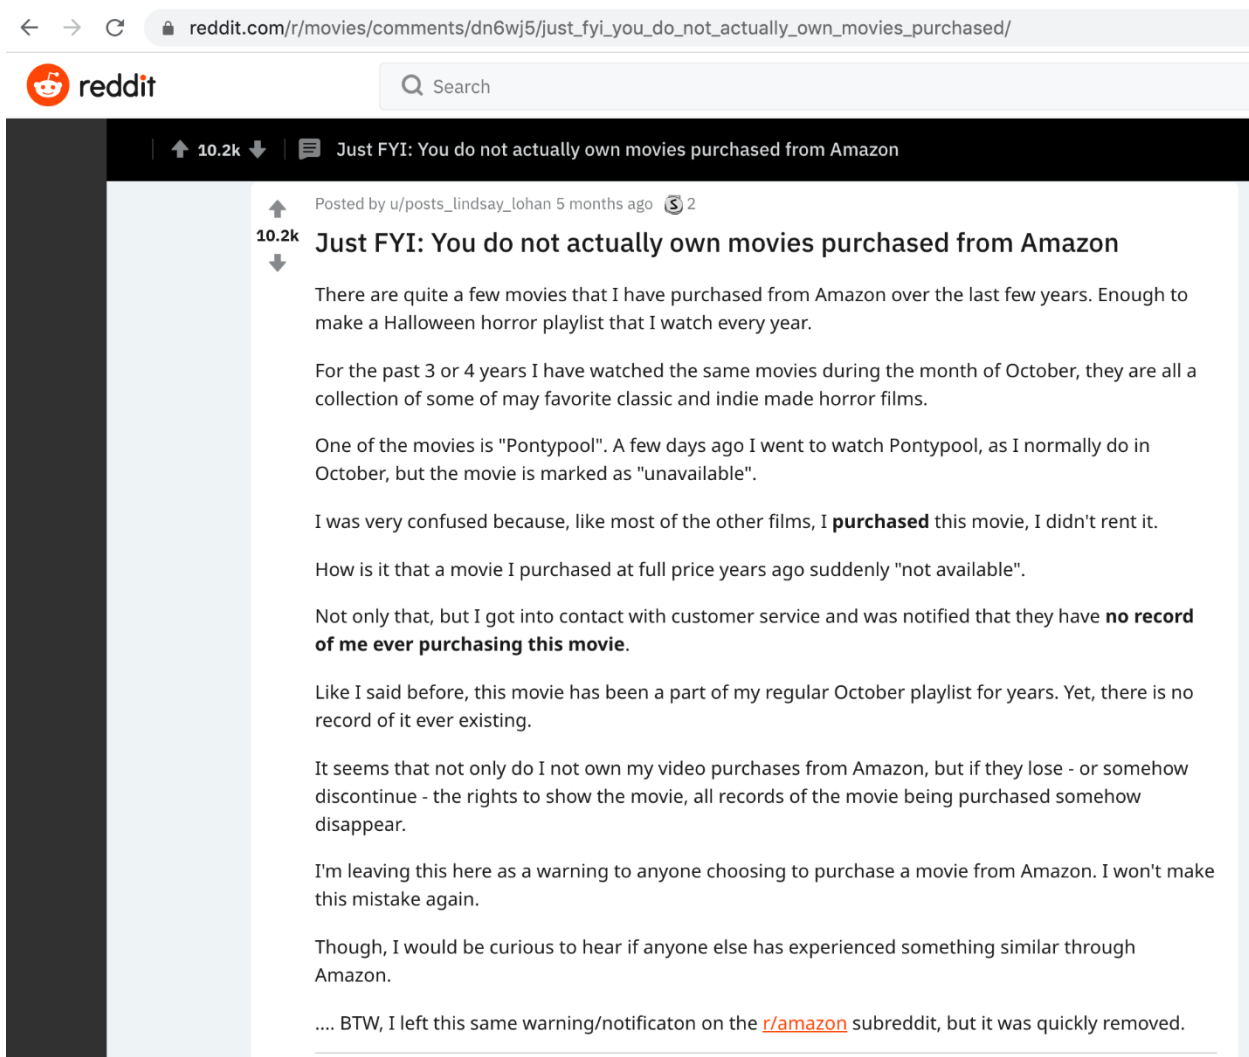 reddit.com/r/movies/comments/dn6wj5/just_fyi_you_do_not_actually_own_movies_purchased/
reddit
Search
10.2k
Just FYI: You do not actually own movies purchased from Amazon
Posted by u/posts_lindsay_lohan 5 months ago S 2
10.2k
Just FYI: You do not actually own movies purchased from Amazon
There are quite a few movies that I have purchased from Amazon over the last few years. Enough to
make a Halloween horror playlist that I watch every year.
For the past 3 or 4 years I have watched the same movies during the month of October, they are all a
collection of some of may favorite classic and indie made horror films.
One of the movies is "Pontypool". A few days ago I went to watch Pontypool, as I normally do in
October, but the movie is marked as "unavailable".
I was very confused because, like most of the other films, I purchased this movie, I didn't rent it.
How is it that a movie I purchased at full price years ago suddenly "not available".
Not only that, but I got into contact with customer service and was notified that they have no record
of me ever purchasing this movie.
Like I said before, this movie has been a part of my regular October playlist for years. Yet, there is no
record of it ever existing.
It seems that not only do I not own my video purchases from Amazon, but if they lose - or somehow
discontinue - the rights to show the movie, all records of the movie being purchased somehow
disappear.
I'm leaving this here as a warning to anyone choosing to purchase a movie from Amazon. I won't make
this mistake again.
Though, I would be curious to hear if anyone else has experienced something similar through
Amazon.
.... BTW, I left this same warning/notificaton on the r/amazon subreddit, but it was quickly removed.